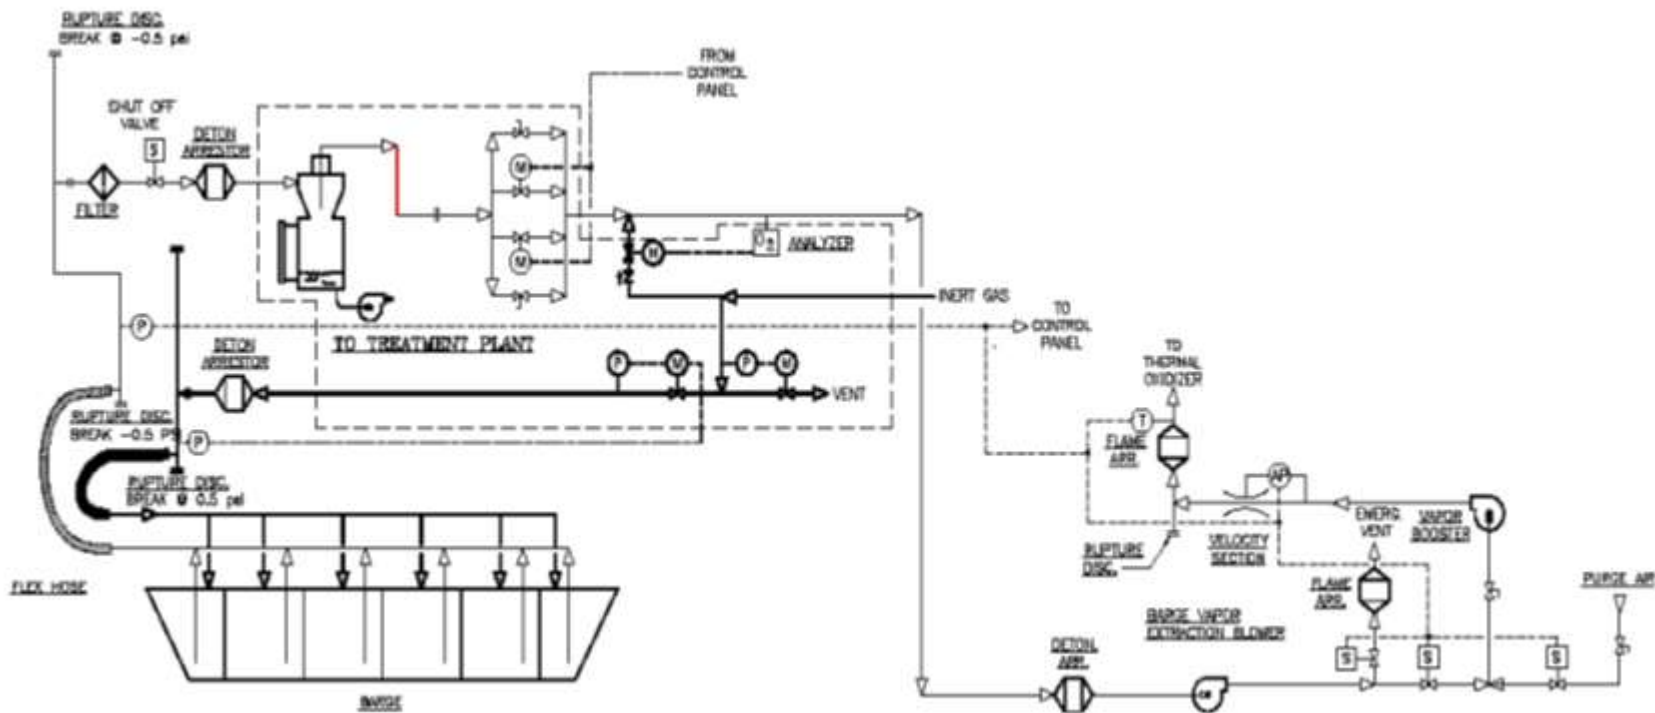 RUPTURE DISC.
BREAK @ -0.5 psi
FROM
CONTROL
PANEL
SHUT OFF
VALVE
S
DETON
ARRESTOR
M
FILTER
M
M
O2
ANALYZER
INERT GAS
P
TO
CONTROL
PANEL
TO TREATMENT PLANT
DETON
ARRESTOR
P
M
P
M
VENT
TO
THERMAL
OXIDIZER
RUPTURE DISC.
BREAK -0.5 PSI
P
T
FLAME
ARR.
RUPTURE DISC.
BREAK @ 0.5 psi
EMERG.
VENT
VAPOR
BOOSTER
VELOCITY
SECTION
RUPTURE
DISC.
FLEX HOSE
FLAME
ARR.
PURGE AIR
BARGE VAPOR
EXTRACTION BLOWER
DETON.
ARR.
S
S
S
BARGE